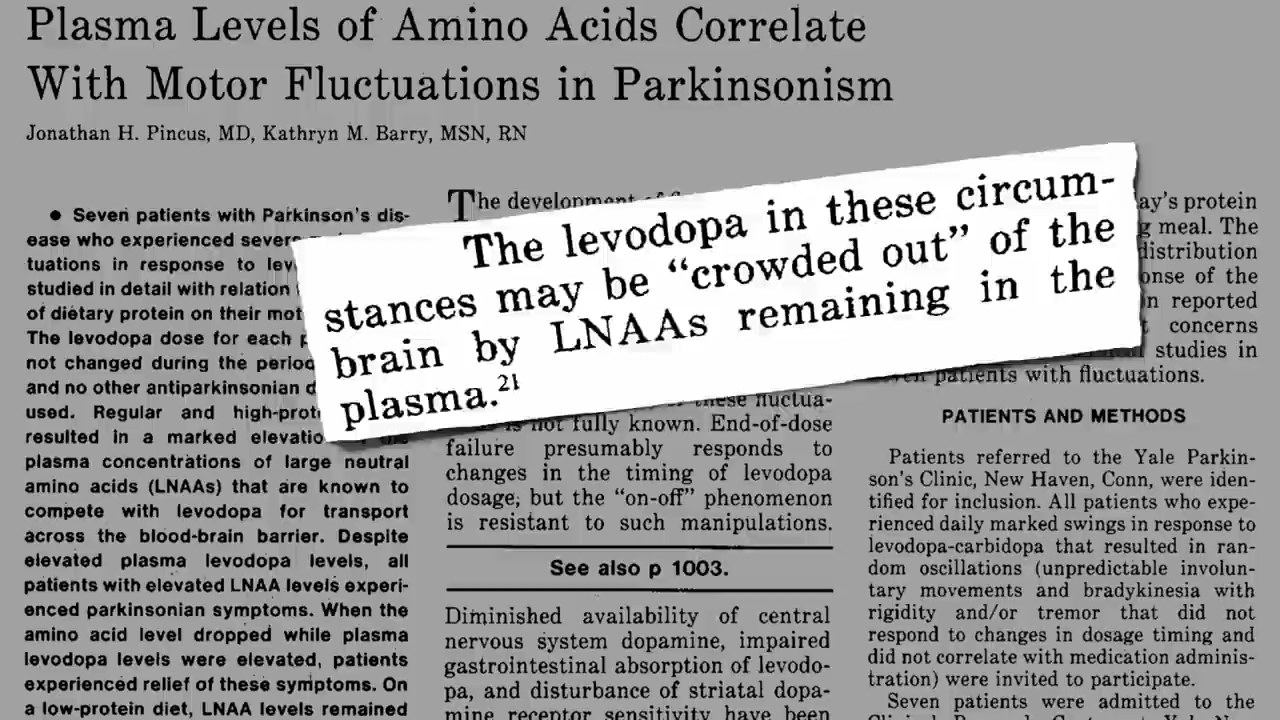 Plasma Levels of Amino Acids Correlate
With Motor Fluctuations in Parkinsonism
Jonathan H. Pincus, MD, Kathryn M. Barry, MSN, RN
The levodopa in these circum-
stances may be “crowded out” of the
brain by LNAAs remaining in the
plasma.21
● Seven patients with Parkinson's dis-
ease who experienced severe
tuations in response to
studied in detail with relation
of dietary protein on their
The levodopa dose for each
not changed during the
and no other antiparkinsonian
used. Regular and
resulted in a marked
plasma concentrations of large neutral
amino acids (LNAAs) that are known to
compete with levodopa for transport
across the blood-brain barrier. Despite
elevated plasma levodopa levels, all
patients with elevated LNAA levels experi-
enced parkinsonian symptoms. When the
amino acid level dropped while plasma
levodopa levels were elevated, patients
experienced relief of these symptoms. On
a low-protein diet, LNAA levels remained
The development
these fluctua-
is not fully known. End-of-dose
failure presumably responds to
changes in the timing of levodopa
dosage, but the “on-off” phenomenon
is resistant to such manipulations.
See also p 1003.
Diminished availability of central
nervous system dopamine, impaired
gastrointestinal absorption of levodo-
pa, and disturbance of striatal dopa-
mine receptor sensitivity have been
day's protein
meal. The
distribution
of the
reported
concerns
studies in
patients with fluctuations.
PATIENTS AND METHODS
Patients referred to the Yale Parkin-
son's Clinic, New Haven, Conn, were iden-
tified for inclusion. All patients who expe-
rienced daily marked swings in response to
levodopa-carbidopa that resulted in ran-
dom oscillations (unpredictable involun-
tary movements and bradykinesia with
rigidity and/or tremor that did not
respond to changes in dosage timing and
did not correlate with medication adminis-
tration) were invited to participate.
Seven patients were admitted to the